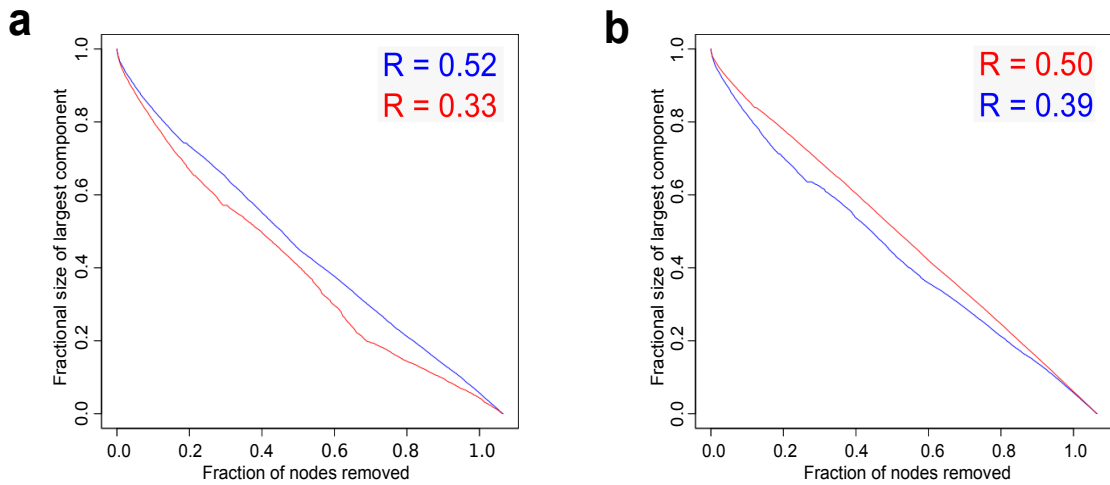 a
R = 0.52
R = 0.33
Fractional size of largest component
1.0
0.8
0.6
0.4
0.2
0.0
0.0 0.2 0.4 0.6 0.8 1.0
Fraction of nodes removed
b
R = 0.50
R = 0.39
Fractional size of largest component
1.0
0.8
0.6
0.4
0.2
0.0
0.0 0.2 0.4 0.6 0.8 1.0
Fraction of nodes removed